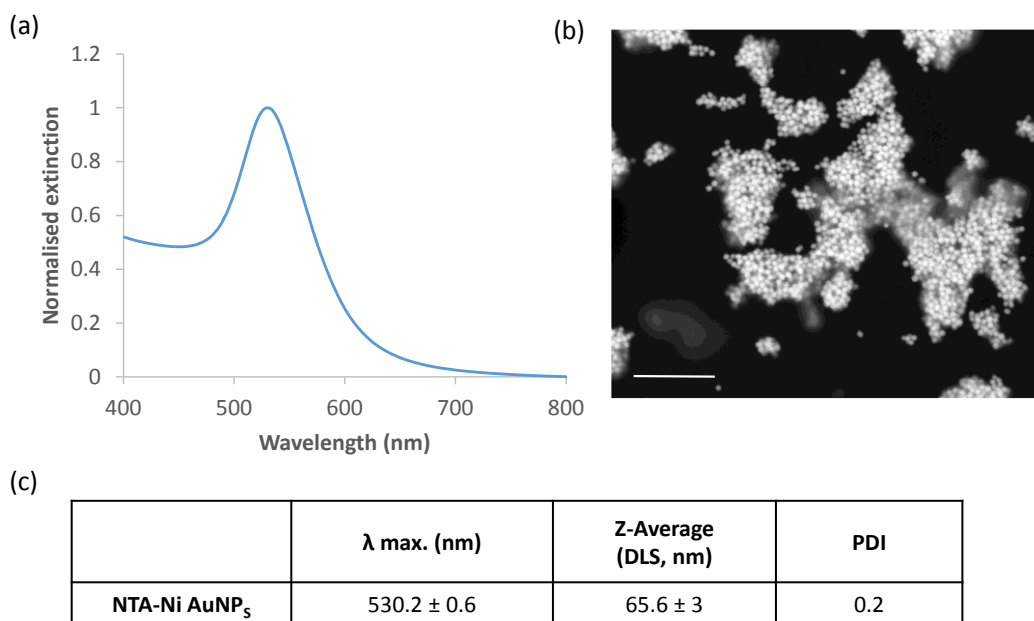 (a)
1.2
1
0.8
0.6
0.4
0.2
0
400 500 600 700 800
Normalised extinction
Wavelength (nm)
(b)
(c)
λ max. (nm) Z-Average (DLS, nm) PDI
NTA-Ni AuNPS 530.2 ± 0.6 65.6 ± 3 0.2